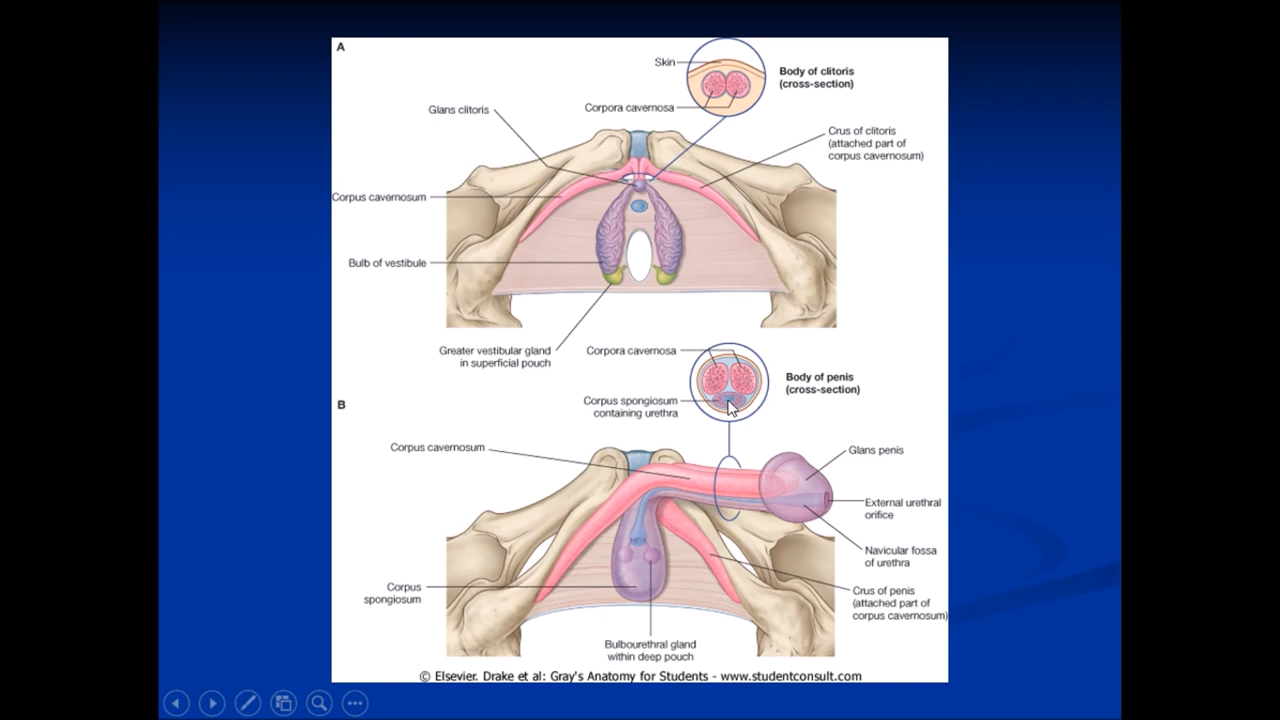 A
Skin
Body of clitoris
(cross-section)
Corpora cavernosa
Glans clitoris
Crus of clitoris
(attached part of
corpus cavernosum)
Corpus cavernosum
Bulb of vestibule
Greater vestibular gland
in superficial pouch
Corpora cavernosa
Body of penis
(cross-section)
B
Corpus spongiosum
containing urethra
Corpus cavernosum
Glans penis
External urethral
orifice
Navicular fossa
of urethra
Corpus
spongiosum
Crus of penis
(attached part of
corpus cavernosum)
Bulbourethral gland
within deep pouch
© Elsevier. Drake et al: Gray's Anatomy for Students - www.studentconsult.com